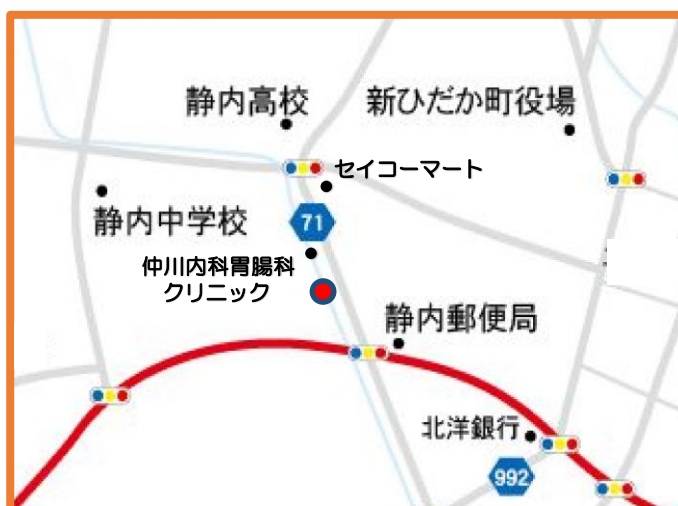 静内高校
新ひだか町役場
セイコーマート
静内中学校
71
仲川内科胃腸科
クリニック
静内郵便局
北洋銀行
992